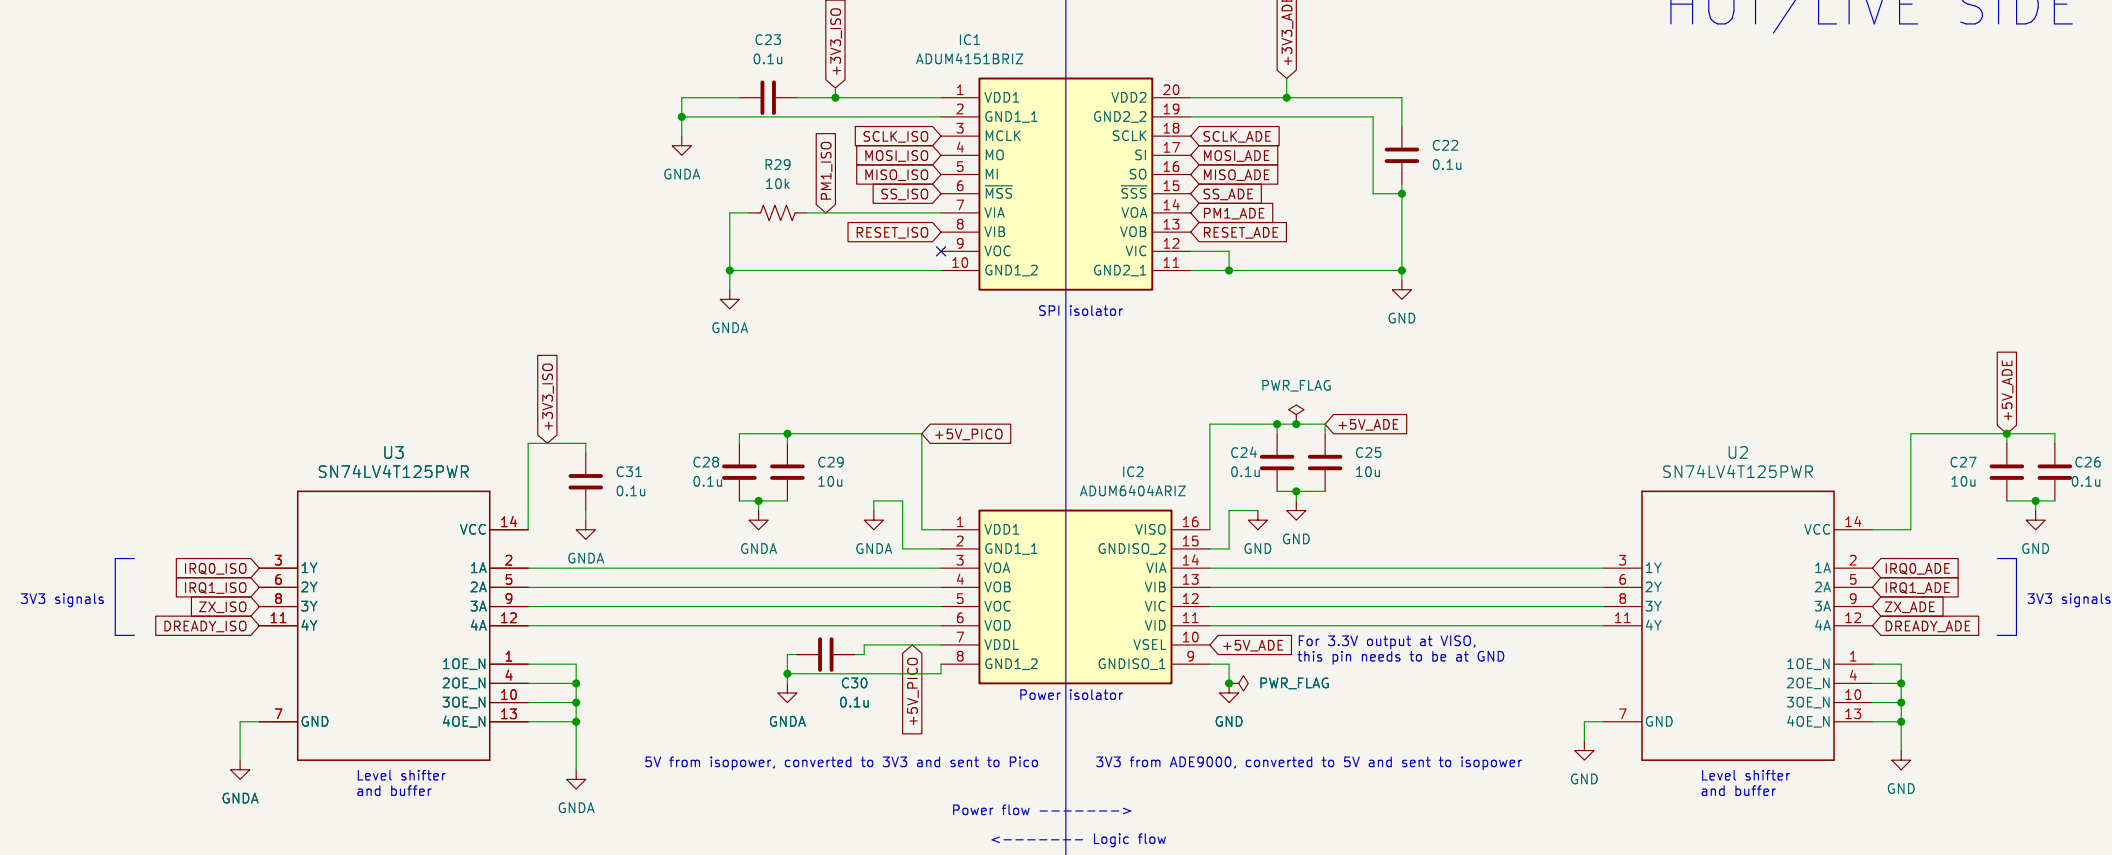 HOT/LIVE SIDE
+3V3_ISO
+3V3_ADE
C23
0.1u
IC1
ADUM4151BRIZ
1 VDD1 VDD2 20
2 GND1_1 GND2_2 19
SCLK_ISO 3 MCLK SCLK 18 SCLK_ADE
MOSI_ISO 4 MO SI 17 MOSI_ADE
MISO_ISO 5 MI SO 16 MISO_ADE
SS_ISO 6 MSS SSS 15 SS_ADE
7 VIA VOA 14 PM1_ADE
RESET_ISO 8 VIB VOB 13 RESET_ADE
9 VOC VIC 12
10 GND1_2 GND2_1 11
SPI isolator
GNDA
R29
10k
PM1_ISO
GNDA
C22
0.1u
GND
+3V3_ISO
U3
SN74LV4T125PWR
C31
0.1u
GNDA
VCC 14
IRQ0_ISO 3 1Y 1A 2
IRQ1_ISO 6 2Y 2A 5
ZX_ISO 8 3Y 3A 9
DREADY_ISO 11 4Y 4A 12
1OE_N 1
2OE_N 4
3OE_N 10
7 GND 4OE_N 13
3V3 signals
GNDA
GNDA
Level shifter
and buffer
+5V_PICO
C28
0.1u
C29
10u
GNDA
GNDA
PWR_FLAG
+5V_ADE
C24
0.1u
C25
10u
GND
GND
IC2
ADUM6404ARIZ
1 VDD1 VISO 16
2 GND1_1 GNDISO_2 15
3 VOA VIA 14
4 VOB VIB 13
5 VOC VIC 12
6 VOD VID 11
7 VDDL VSEL 10 +5V_ADE
8 GND1_2 GNDISO_1 9
Power isolator
For 3.3V output at VISO,
this pin needs to be at GND
C30
0.1u
GNDA
+5V_PICO
PWR_FLAG
GND
5V from isopower, converted to 3V3 and sent to Pico
3V3 from ADE9000, converted to 5V and sent to isopower
Power flow ------->
<------- Logic flow
+5V_ADE
U2
SN74LV4T125PWR
C27
10u
C26
0.1u
GND
VCC 14
3 1Y 1A 2 IRQ0_ADE
6 2Y 2A 5 IRQ1_ADE
8 3Y 3A 9 ZX_ADE
11 4Y 4A 12 DREADY_ADE
1OE_N 1
2OE_N 4
3OE_N 10
7 GND 4OE_N 13
3V3 signals
GND
GND
Level shifter
and buffer